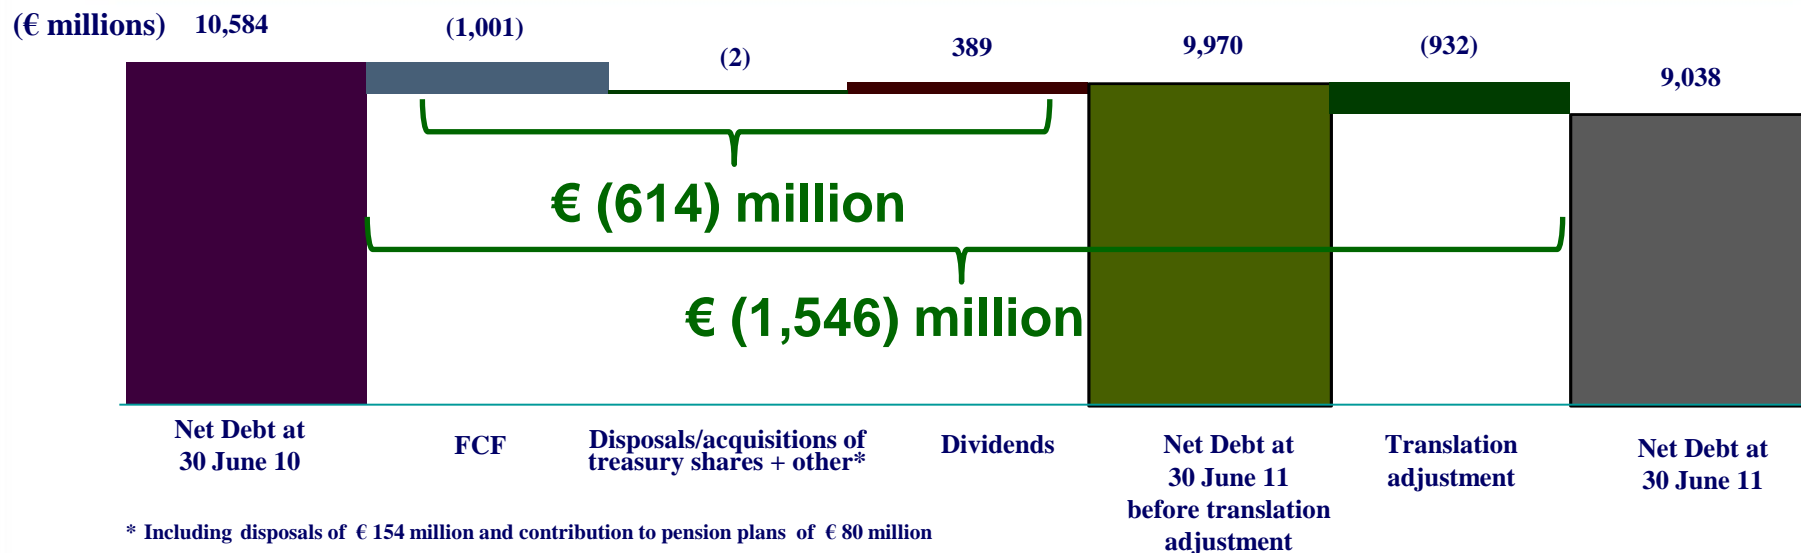 (€ millions)
10,584
(1,001)
(2)
389
9,970
(932)
9,038
€ (614) million
€ (1,546) million
Net Debt at
30 June 10
FCF
Disposals/acquisitions of
treasury shares + other*
Dividends
Net Debt at
30 June 11
before translation
adjustment
Translation
adjustment
Net Debt at
30 June 11
* Including disposals of € 154 million and contribution to pension plans of € 80 million